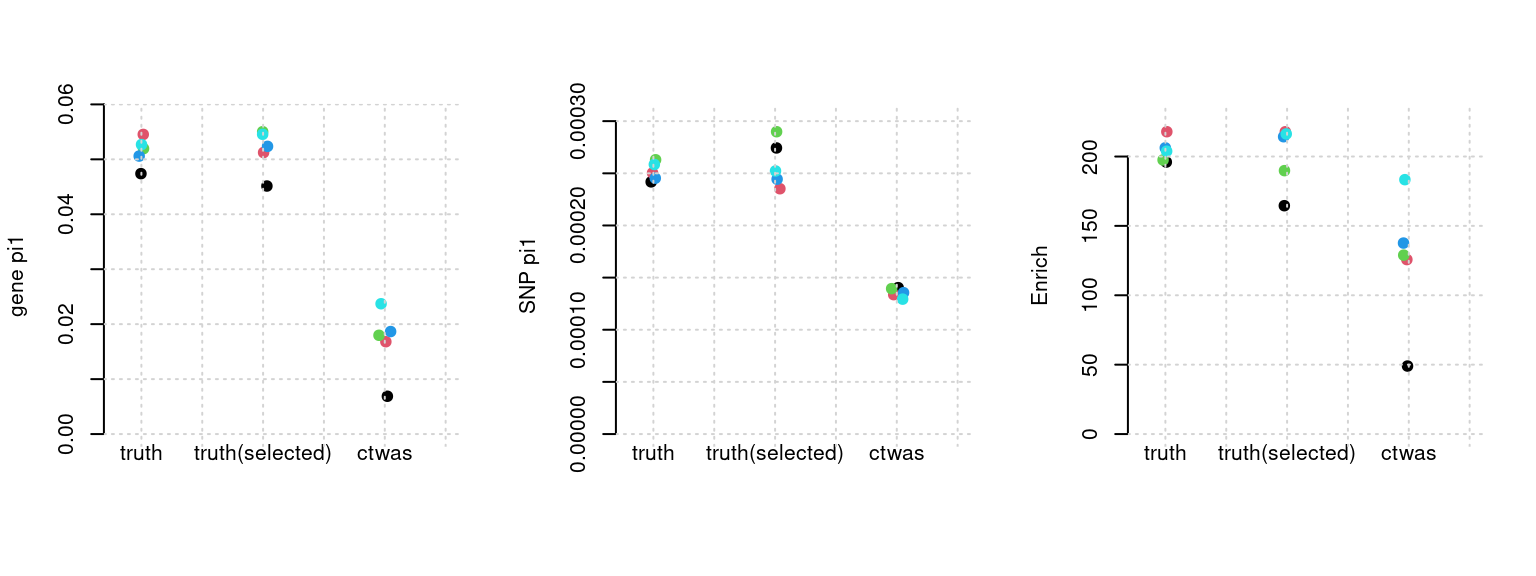 gene pi1
0.00
0.02
0.04
0.06
truth
truth(selected)
ctwas
SNP pi1
0.00000
0.00010
0.00020
0.00030
truth
truth(selected)
ctwas
Enrich
0
50
100
150
200
truth
truth(selected)
ctwas